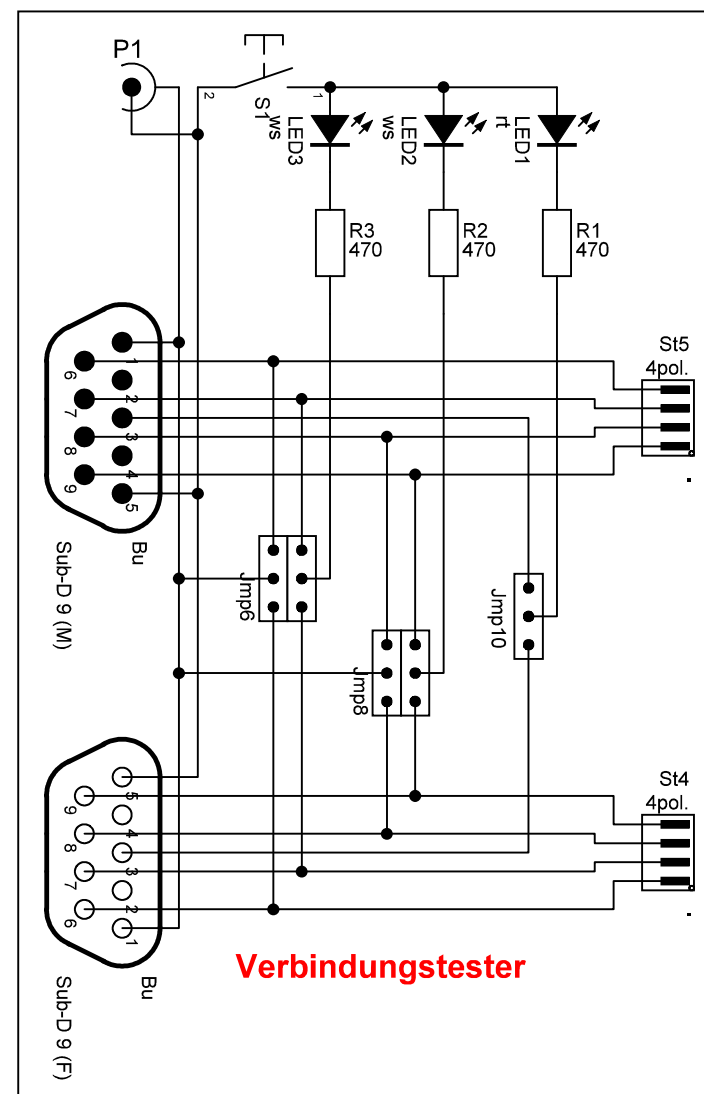 P1
2
S1
1
LED3
ws
LED2
ws
LED1
rt
R3
470
R2
470
R1
470
St5
4pol.
1
6
2
7
3
8
4
9
5
Bu
Sub-D 9 (M)
Jmp6
Jmp8
Jmp10
St4
4pol.
5
9
4
8
3
7
2
6
1
Bu
Sub-D 9 (F)
Verbindungstester